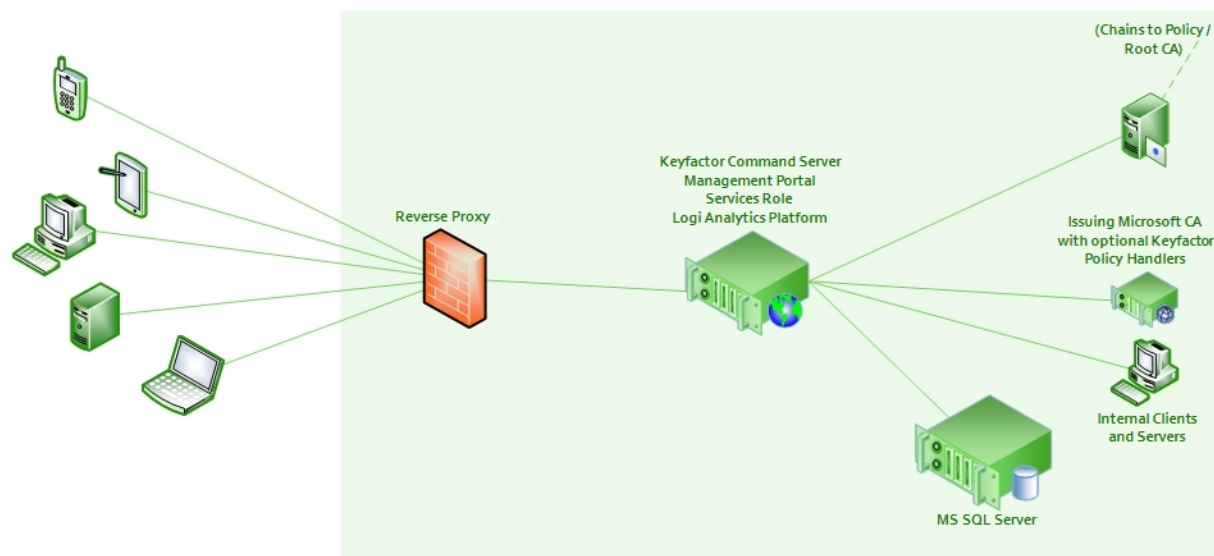 (Chains to Policy /
Root CA)
Keyfactor Command Server
Management Portal
Services Role
Logi Analytics Platform
Reverse Proxy
Issuing Microsoft CA
with optional Keyfactor
Policy Handlers
Internal Clients
and Servers
MS SQL Server